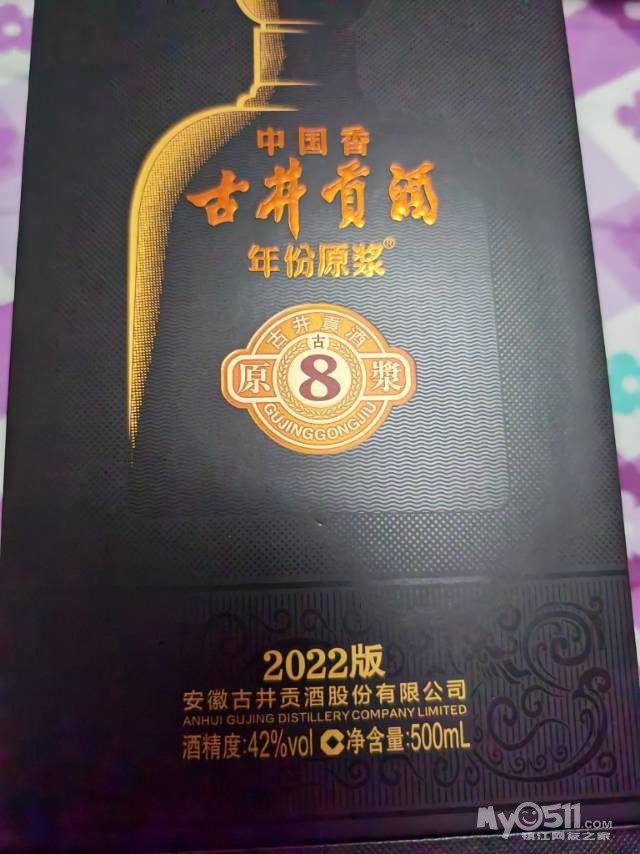 中国香
古井贡酒
年份原浆®
古井貢酒
古
原 8 漿
GUJINGGONGJIU
2022版
安徽古井贡酒股份有限公司
ANHUI GUJING DISTILLERY COMPANY LIMITED
酒精度:42%vol C净含量:500mL
My0511.COM
镇江网友之家